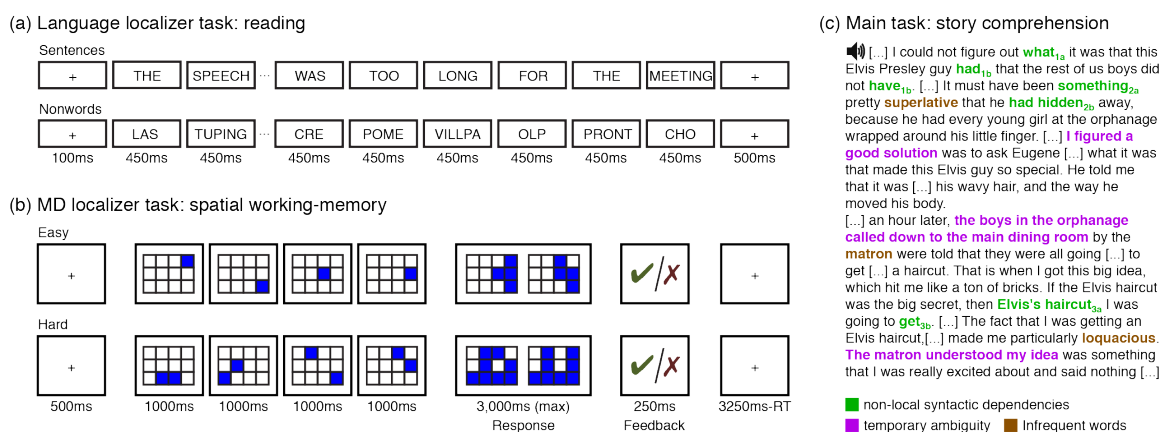 (a) Language localizer task: reading
Sentences
+ THE SPEECH ... WAS TOO LONG FOR THE MEETING +
Nonwords
+ LAS TUPING ... CRE POME VILLPA OLP PRONT CHO +
100ms 450ms 450ms 450ms 450ms 450ms 450ms 450ms 450ms 500ms
(b) MD localizer task: spatial working-memory
Easy
+ ✓/✗ +
Hard
+ ✓/✗ +
500ms 1000ms 1000ms 1000ms 1000ms 3,000ms (max) 250ms 3250ms-RT
Response Feedback
(c) Main task: story comprehension
[...] I could not figure out what1a it was that this
Elvis Presley guy had1b that the rest of us boys did
not have1b. [...] It must have been something2a
pretty superlative that he had hidden2b away,
because he had every young girl at the orphanage
wrapped around his little finger. [...] I figured a
good solution was to ask Eugene [...] what it was
that made this Elvis guy so special. He told me
that it was [...] his wavy hair, and the way he
moved his body.
[...] an hour later, the boys in the orphanage
called down to the main dining room by the
matron were told that they were all going [...] to
get [...] a haircut. That is when I got this big idea,
which hit me like a ton of bricks. If the Elvis haircut
was the big secret, then Elvis's haircut3a I was
going to get3b. [...] The fact that I was getting an
Elvis haircut,[...] made me particularly loquacious.
The matron understood my idea was something
that I was really excited about and said nothing [...]
non-local syntactic dependencies
temporary ambiguity Infrequent words